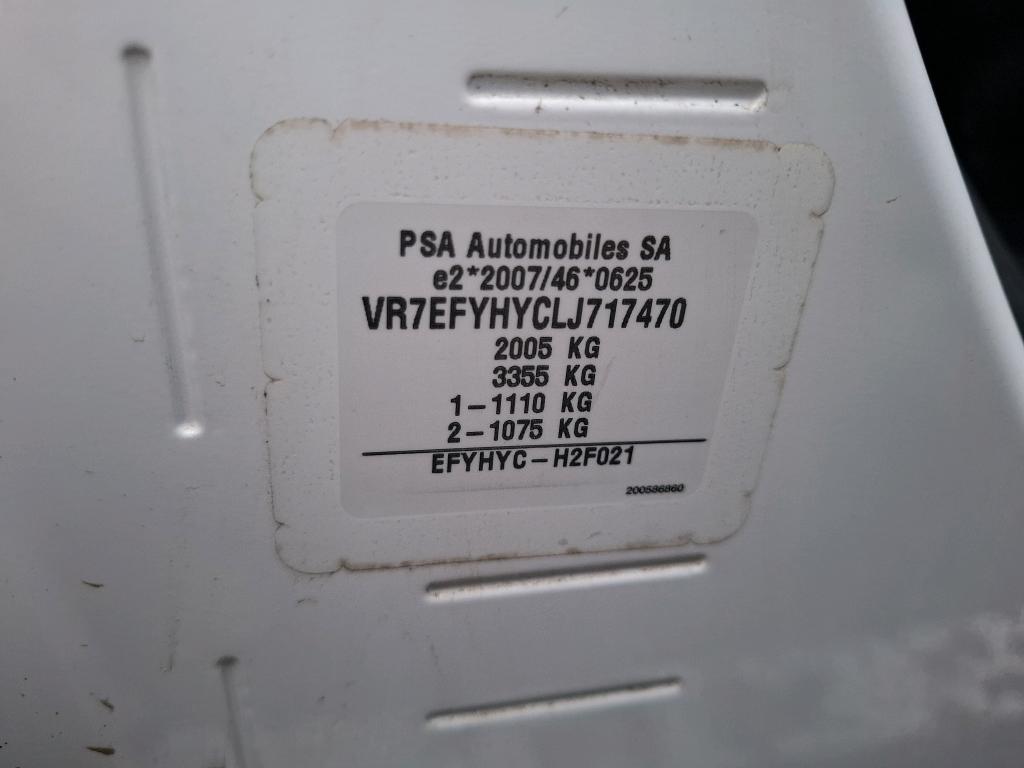 PSA Automobiles SA
e2*2007/46*0625
VR7EFYHYCLJ717470
2005 KG
3355 KG
1-1110 KG
2-1075 KG
EFYHYC-H2F021
200586860